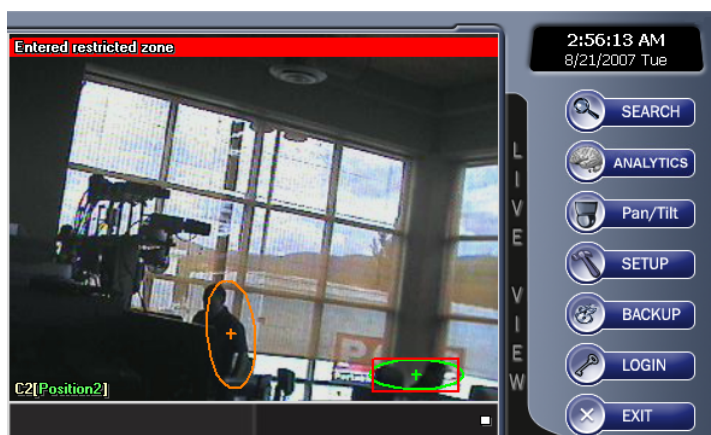 Entered restricted zone
2:56:13 AM
8/21/2007 Tue
SEARCH
ANALYTICS
Pan/Tilt
SETUP
BACKUP
LOGIN
EXIT
LIVE VIEW
C2[Position2]